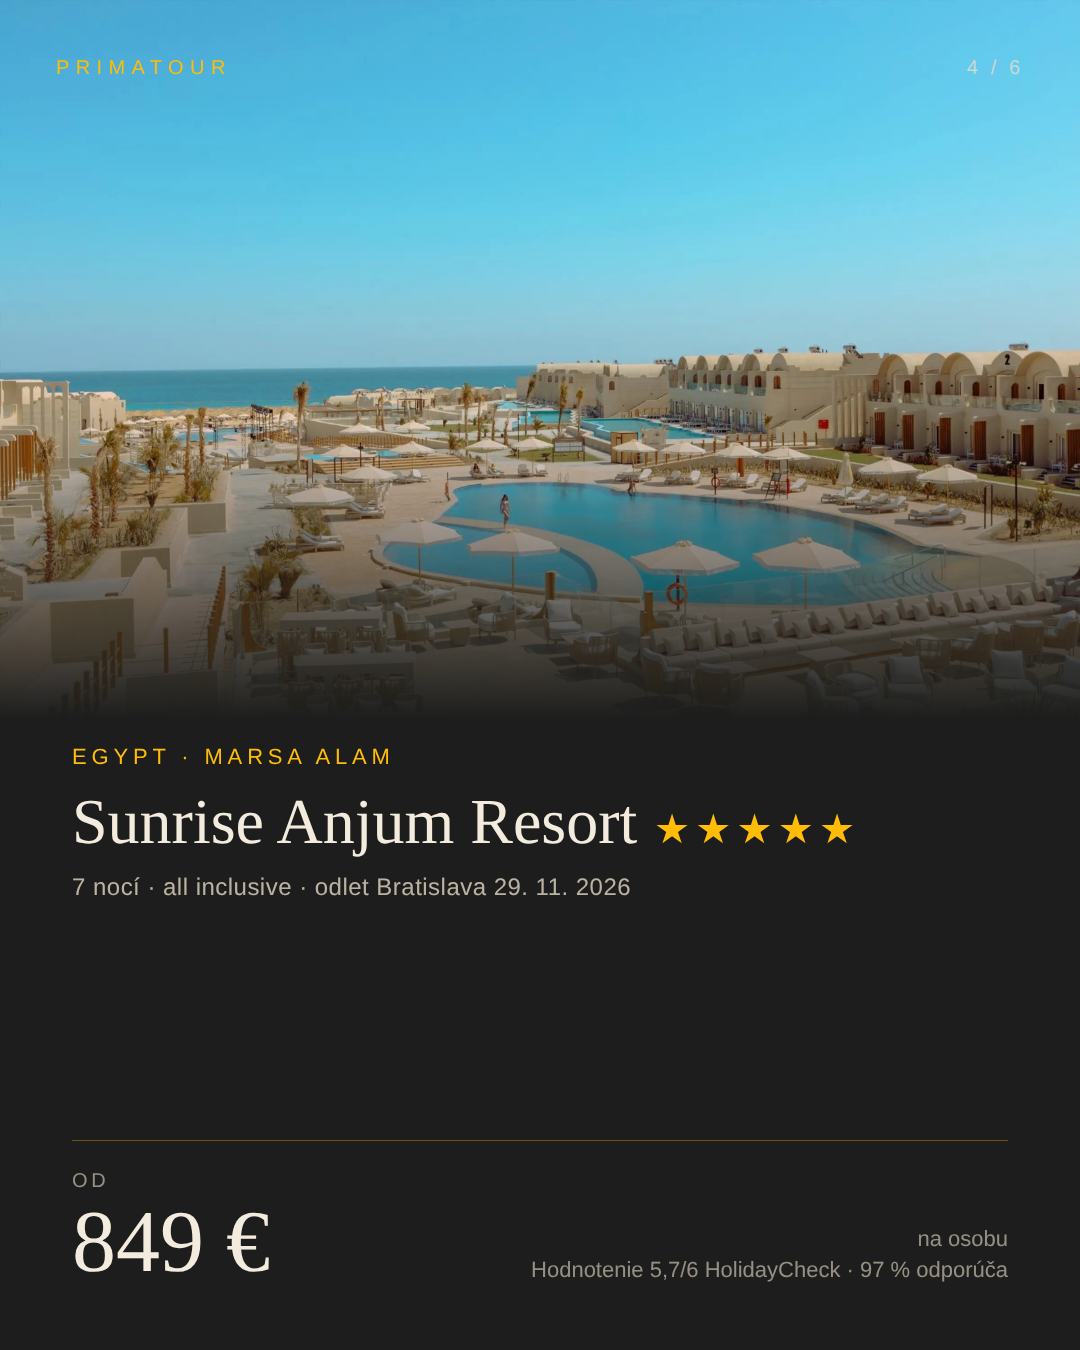 PRIMATOUR
4 / 6
2
EGYPT · MARSA ALAM
Sunrise Anjum Resort ★★★★★
7 nocí · all inclusive · odlet Bratislava 29. 11. 2026
OD
849 €
na osobu
Hodnotenie 5,7/6 HolidayCheck · 97 % odporúča